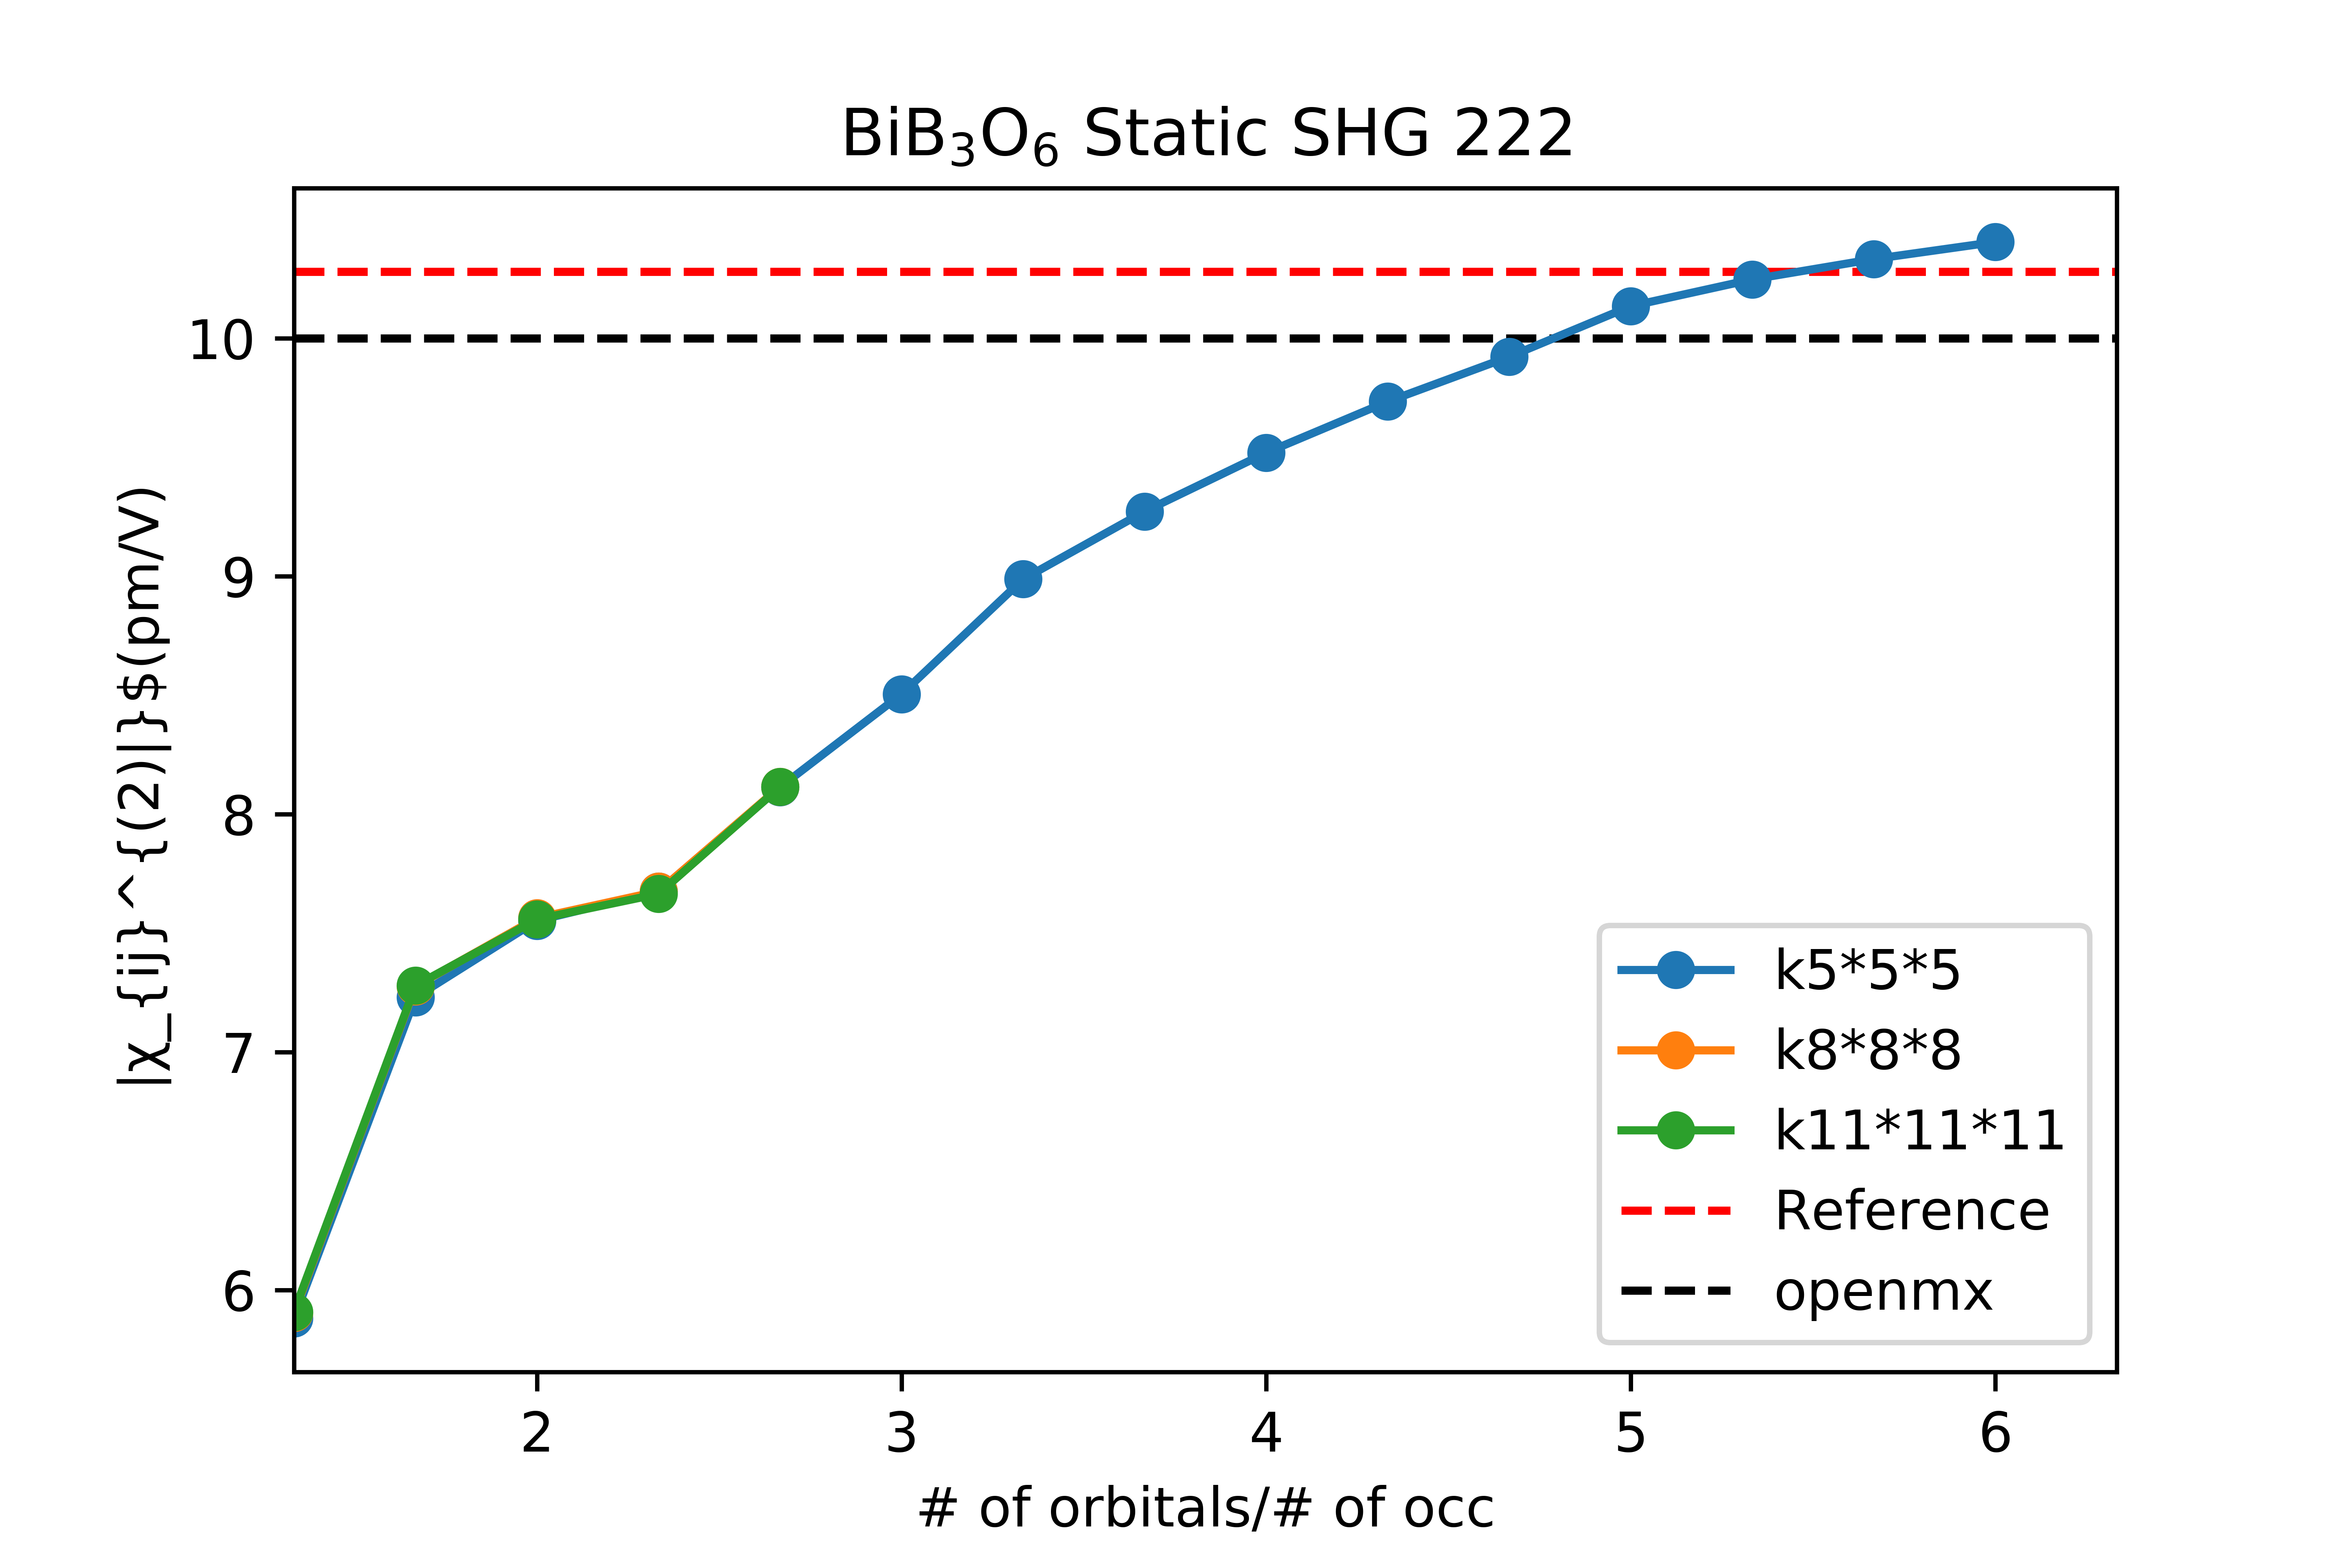 BiB₃O₆ Static SHG 222
|χ_{ij}^{(2)|}$(pm/V)
10
9
8
7
6
2 3 4 5 6
# of orbitals/# of occ
k5*5*5
k8*8*8
k11*11*11
Reference
openmx